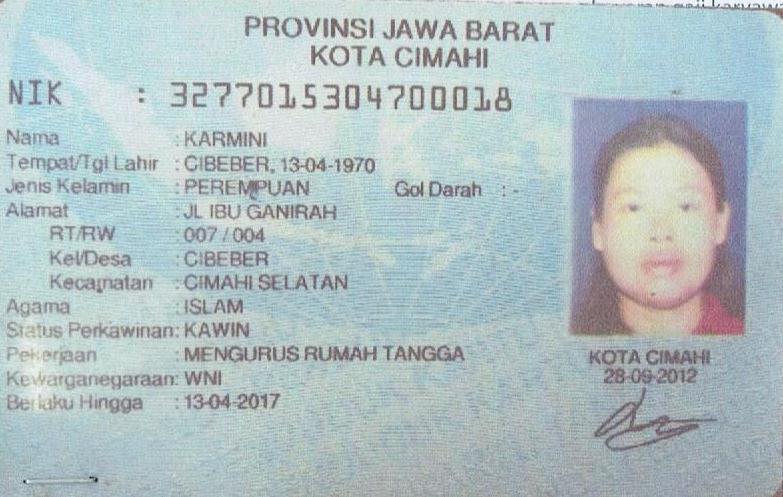 PROVINSI JAWA BARAT
KOTA CIMAHI
NIK : 3277015304700018
Nama : KARMINI
Tempat/Tgl Lahir : CIBEBER, 13-04-1970
Jenis Kelamin : PEREMPUAN Gol Darah : -
Alamat : JL IBU GANIRAH
RT/RW : 007 / 004
Kel/Desa : CIBEBER
Kecamatan : CIMAHI SELATAN
Agama : ISLAM
Status Perkawinan: KAWIN
Pekerjaan : MENGURUS RUMAH TANGGA
Kewarganegaraan: WNI
Berlaku Hingga : 13-04-2017
KOTA CIMAHI
28-09-2012